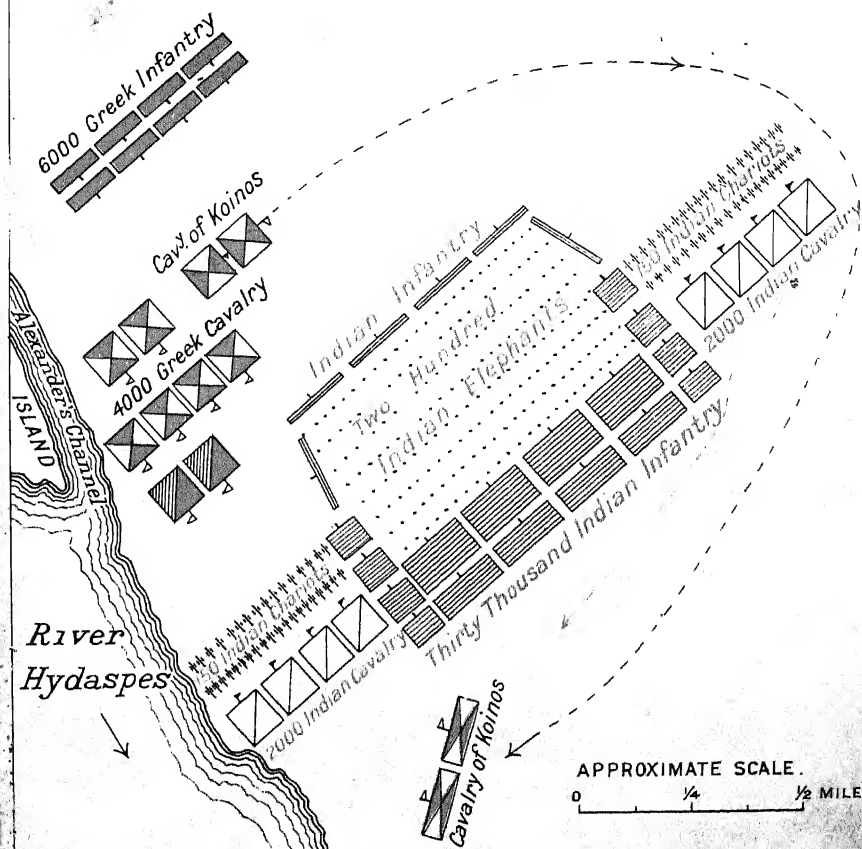 6000 Greek Infantry
Cavy. of Koinos
4000 Greek Cavalry
Alexander's Channel
ISLAND
Indian Infantry
Two Hundred
Indian Elephants
150 Indian Chariots
2000 Indian Cavalry
150 Indian Chariots
2000 Indian Cavalry
Thirty Thousand Indian Infantry
River
Hydaspes
Cavalry of Koinos
APPROXIMATE SCALE.
0 1/4 1/2 MILE